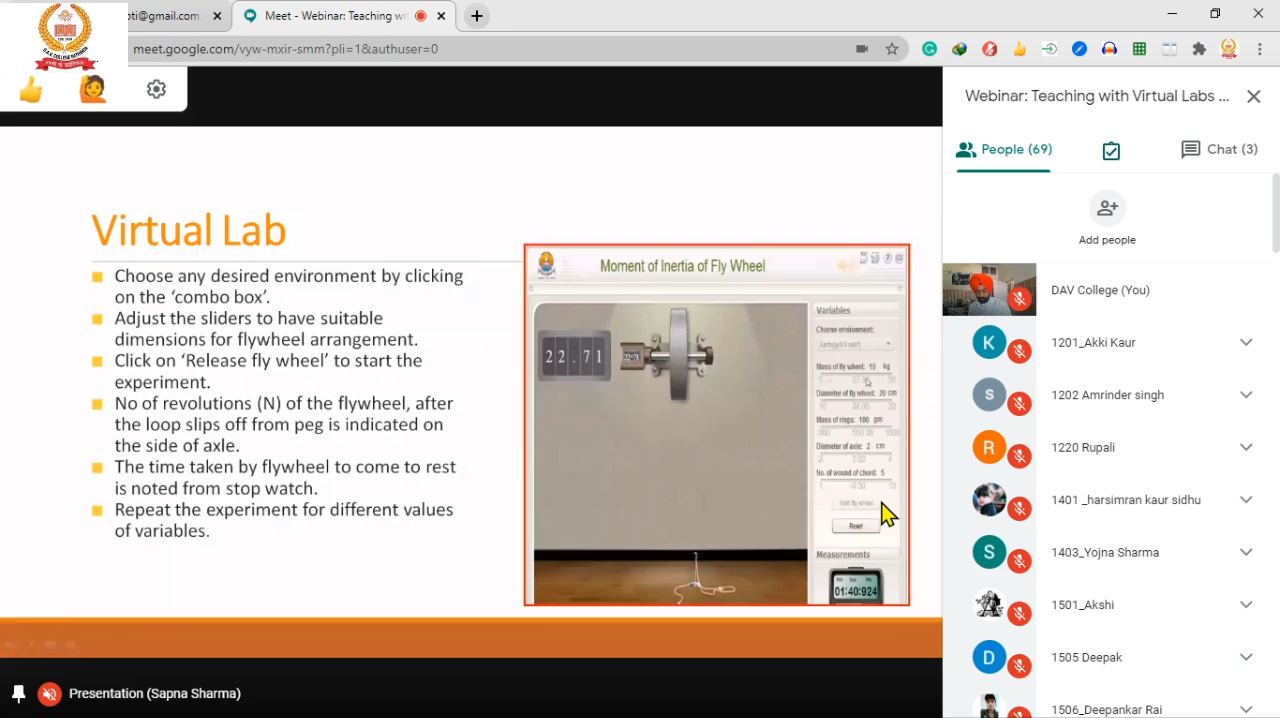 oti@gmail.com
Meet - Webinar: Teaching wit
meet.google.com/vyw-mxir-smm?pli=1&authuser=0
Webinar: Teaching with Virtual Labs ...
People (69)
Chat (3)
Add people
DAV College (You)
K
1201_Akki Kaur
S
1202 Amrinder singh
R
1220 Rupali
1401 _harsimran kaur sidhu
S
1403_Yojna Sharma
1501_Akshi
D
1505 Deepak
1506_Deepankar Rai
Virtual Lab
Choose any desired environment by clicking
on the ‘combo box’.
Adjust the sliders to have suitable
dimensions for flywheel arrangement.
Click on ‘Release fly wheel’ to start the
experiment.
No of revolutions (N) of the flywheel, after
the loop slips off from peg is indicated on
the side of axle.
The time taken by flywheel to come to rest
is noted from stop watch.
Repeat the experiment for different values
of variables.
Moment of Inertia of Fly Wheel
22.71
Variables
Choose environment:
Mass of fly wheel: 10 kg
Diameter of fly wheel: 20 cm
Mass of rings: 100 gm
Diameter of axle: 2 cm
No. of wound of chord: 5
Reset
Measurements
01:40:924
Presentation (Sapna Sharma)